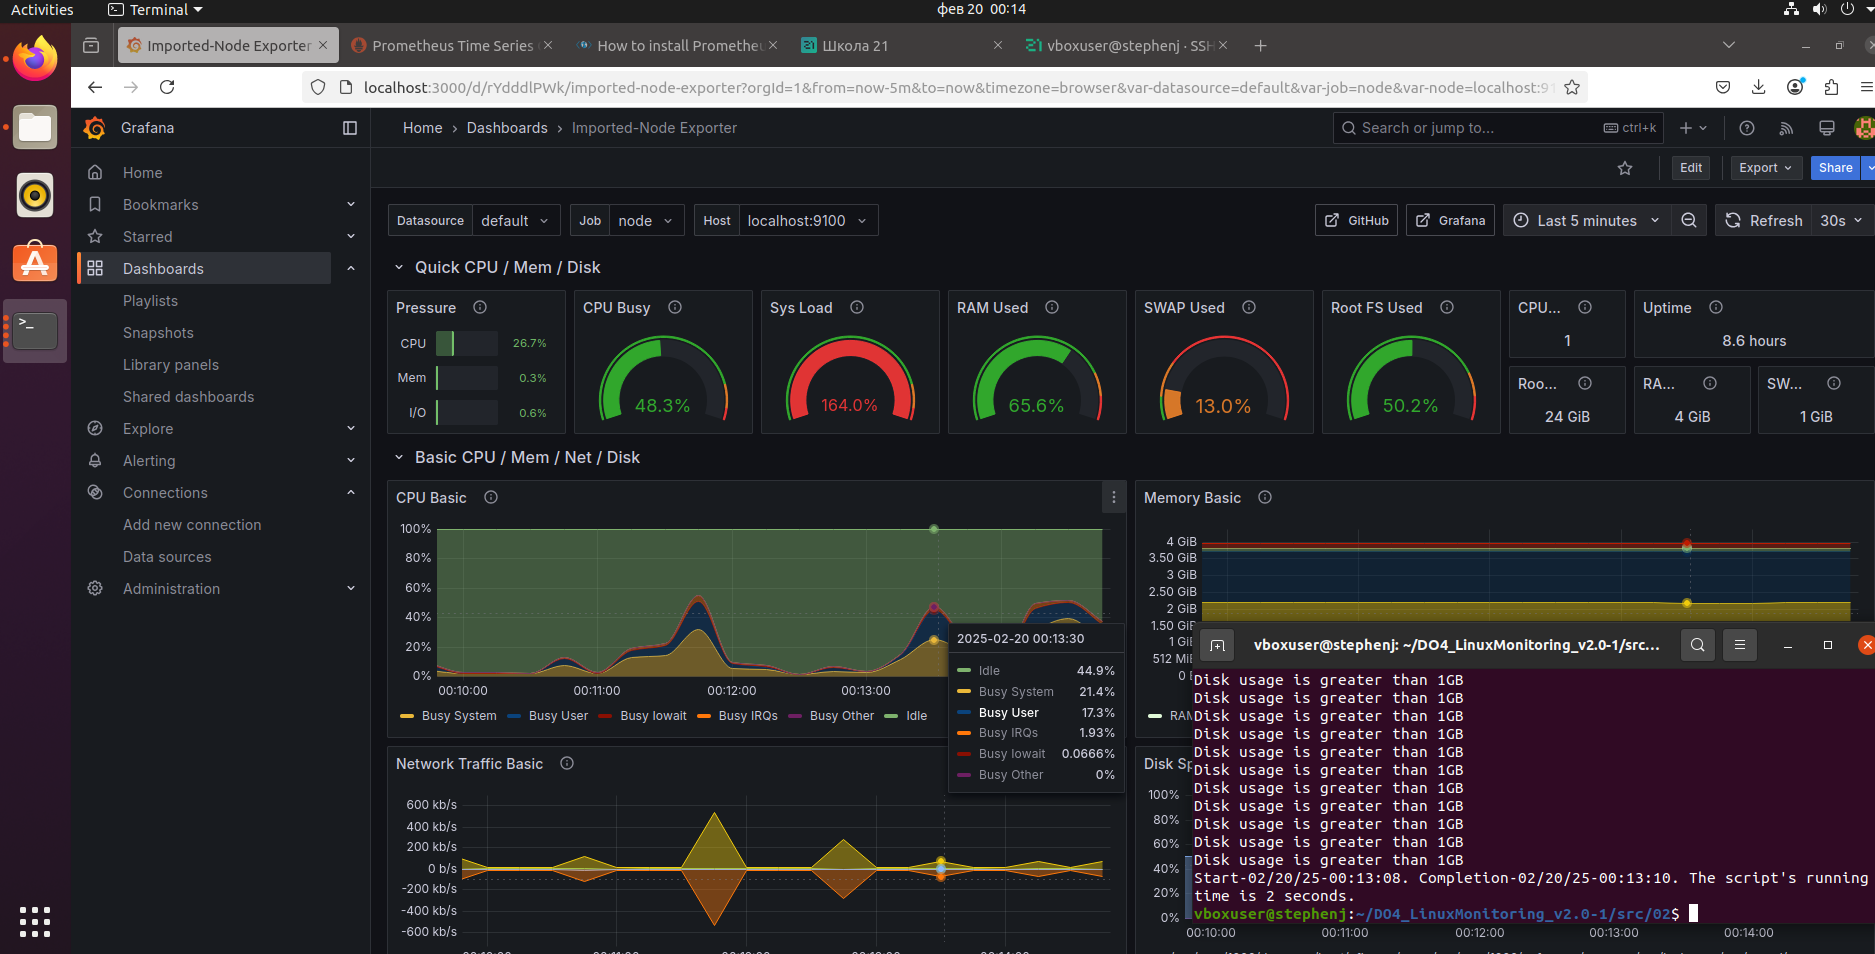 Activities
Terminal
фев 20 00:14
Imported-Node Exporter
Prometheus Time Series
How to install Prometheu
Школа 21
vboxuser@stephenj · SSH
localhost:3000/d/rYdddlPWk/imported-node-exporter?orgId=1&from=now-5m&to=now&timezone=browser&var-datasource=default&var-job=node&var-node=localhost:91
Grafana
Home › Dashboards › Imported-Node Exporter
Search or jump to...
ctrl+k
Edit
Export
Share
Home
Bookmarks
Starred
Dashboards
Playlists
Snapshots
Library panels
Shared dashboards
Explore
Alerting
Connections
Add new connection
Data sources
Administration
Datasource default
Job node
Host localhost:9100
GitHub
Grafana
Last 5 minutes
Refresh
30s
Quick CPU / Mem / Disk
Pressure
CPU 26.7%
Mem 0.3%
I/O 0.6%
CPU Busy
48.3%
Sys Load
164.0%
RAM Used
65.6%
SWAP Used
13.0%
Root FS Used
50.2%
CPU...
1
Uptime
8.6 hours
Roo...
24 GiB
RA...
4 GiB
SW...
1 GiB
Basic CPU / Mem / Net / Disk
CPU Basic
100%
80%
60%
40%
20%
0%
00:10:00 00:11:00 00:12:00 00:13:00
Busy System Busy User Busy Iowait Busy IRQs Busy Other Idle
2025-02-20 00:13:30
Idle 44.9%
Busy System 21.4%
Busy User 17.3%
Busy IRQs 1.93%
Busy Iowait 0.0666%
Busy Other 0%
Memory Basic
4 GiB
3.50 GiB
3 GiB
2.50 GiB
2 GiB
1.50 GiB
1 GiB
512 Mi
0
RAM
Network Traffic Basic
600 kb/s
400 kb/s
200 kb/s
0 b/s
-200 kb/s
-400 kb/s
-600 kb/s
Disk Sp
100%
80%
60%
40%
20%
0%
00:10:00 00:11:00 00:12:00 00:13:00 00:14:00
vboxuser@stephenj: ~/DO4_LinuxMonitoring_v2.0-1/src...
Disk usage is greater than 1GB
Disk usage is greater than 1GB
Disk usage is greater than 1GB
Disk usage is greater than 1GB
Disk usage is greater than 1GB
Disk usage is greater than 1GB
Disk usage is greater than 1GB
Disk usage is greater than 1GB
Disk usage is greater than 1GB
Disk usage is greater than 1GB
Disk usage is greater than 1GB
Start-02/20/25-00:13:08. Completion-02/20/25-00:13:10. The script's running
time is 2 seconds.
vboxuser@stephenj:~/DO4_LinuxMonitoring_v2.0-1/src/02$